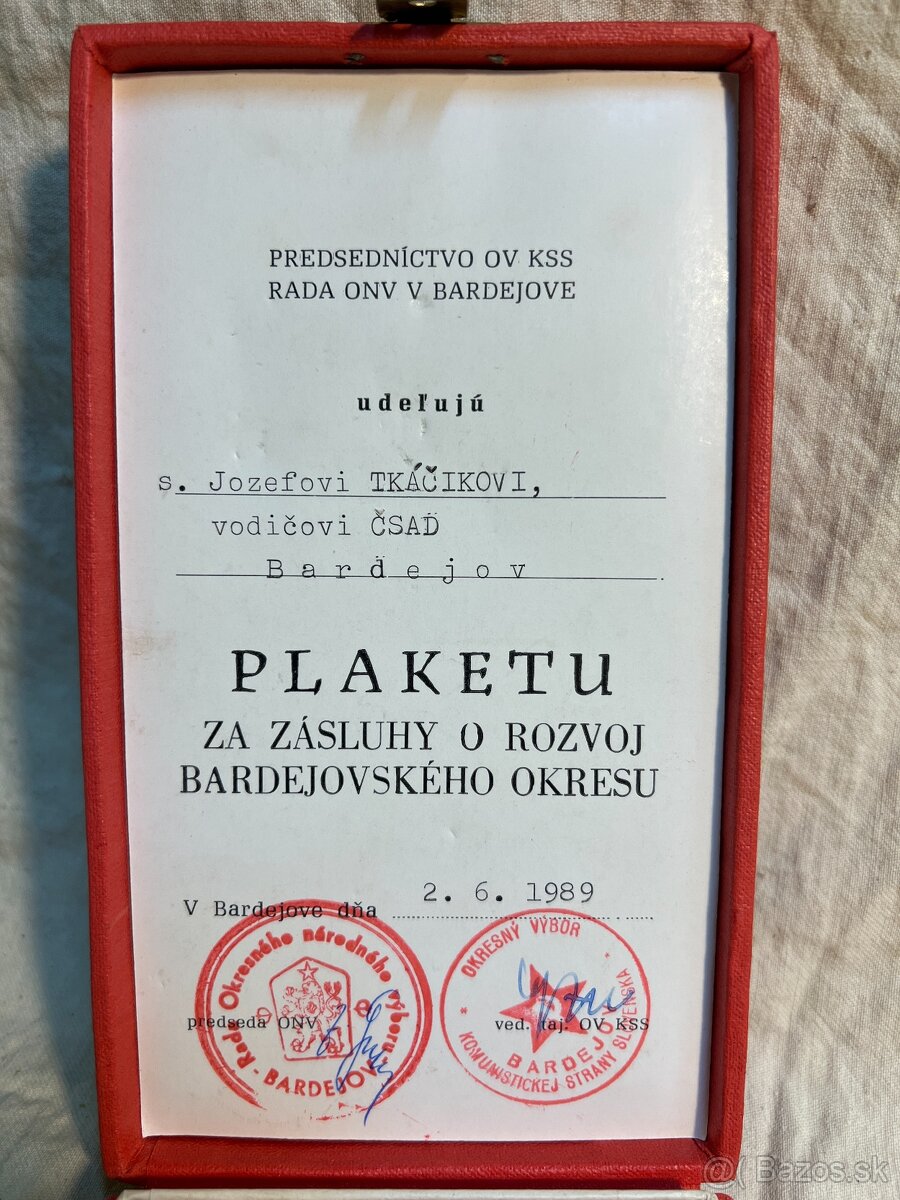 PREDSEDNÍCTVO OV KSS
RADA ONV V BARDEJOVE
udeľujú
s. Jozefovi TKÁČIKOVI,
vodičovi ČSAD
Bardejov
PLAKETU
ZA ZÁSLUHY O ROZVOJ
BARDEJOVSKÉHO OKRESU
V Bardejove dňa 2. 6. 1989
Rada Okresného národného výboru
- BARDEJOV -
predseda ONV
OKRESNÝ VÝBOR
KOMUNISTICKEJ STRANY SLOVENSKA
BARDEJOV
ved. taj. OV KSS
Bazos.sk